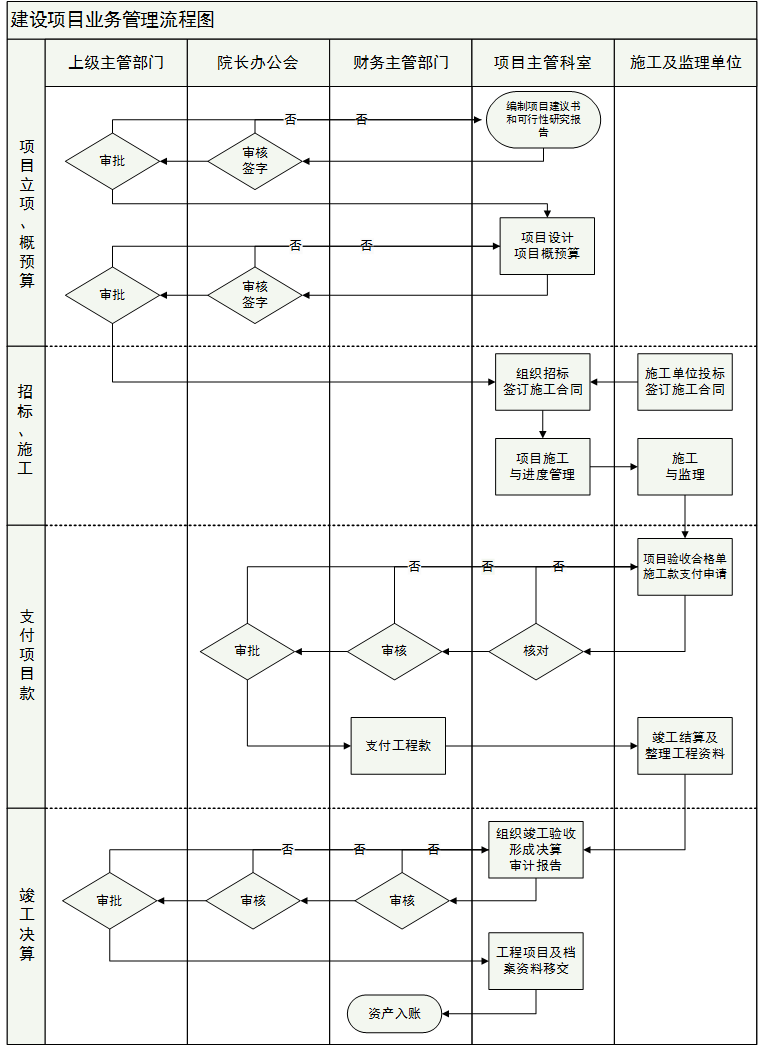 建设项目业务管理流程图
上级主管部门
院长办公会
财务主管部门
项目主管科室
施工及监理单位
项目立项、概预算
编制项目建议书
和可行性研究报
告
否
否
审批
审核
签字
项目设计
项目概预算
否
否
审批
审核
签字
招标、施工
组织招标
签订施工合同
施工单位投标
签订施工合同
项目施工
与进度管理
施工
与监理
支付项目款
项目验收合格单
施工款支付申请
否
否
否
审批
审核
核对
支付工程款
竣工结算及
整理工程资料
竣工决算
组织竣工验收
形成决算
审计报告
否
否
否
审批
审核
审核
工程项目及档
案资料移交
资产入账